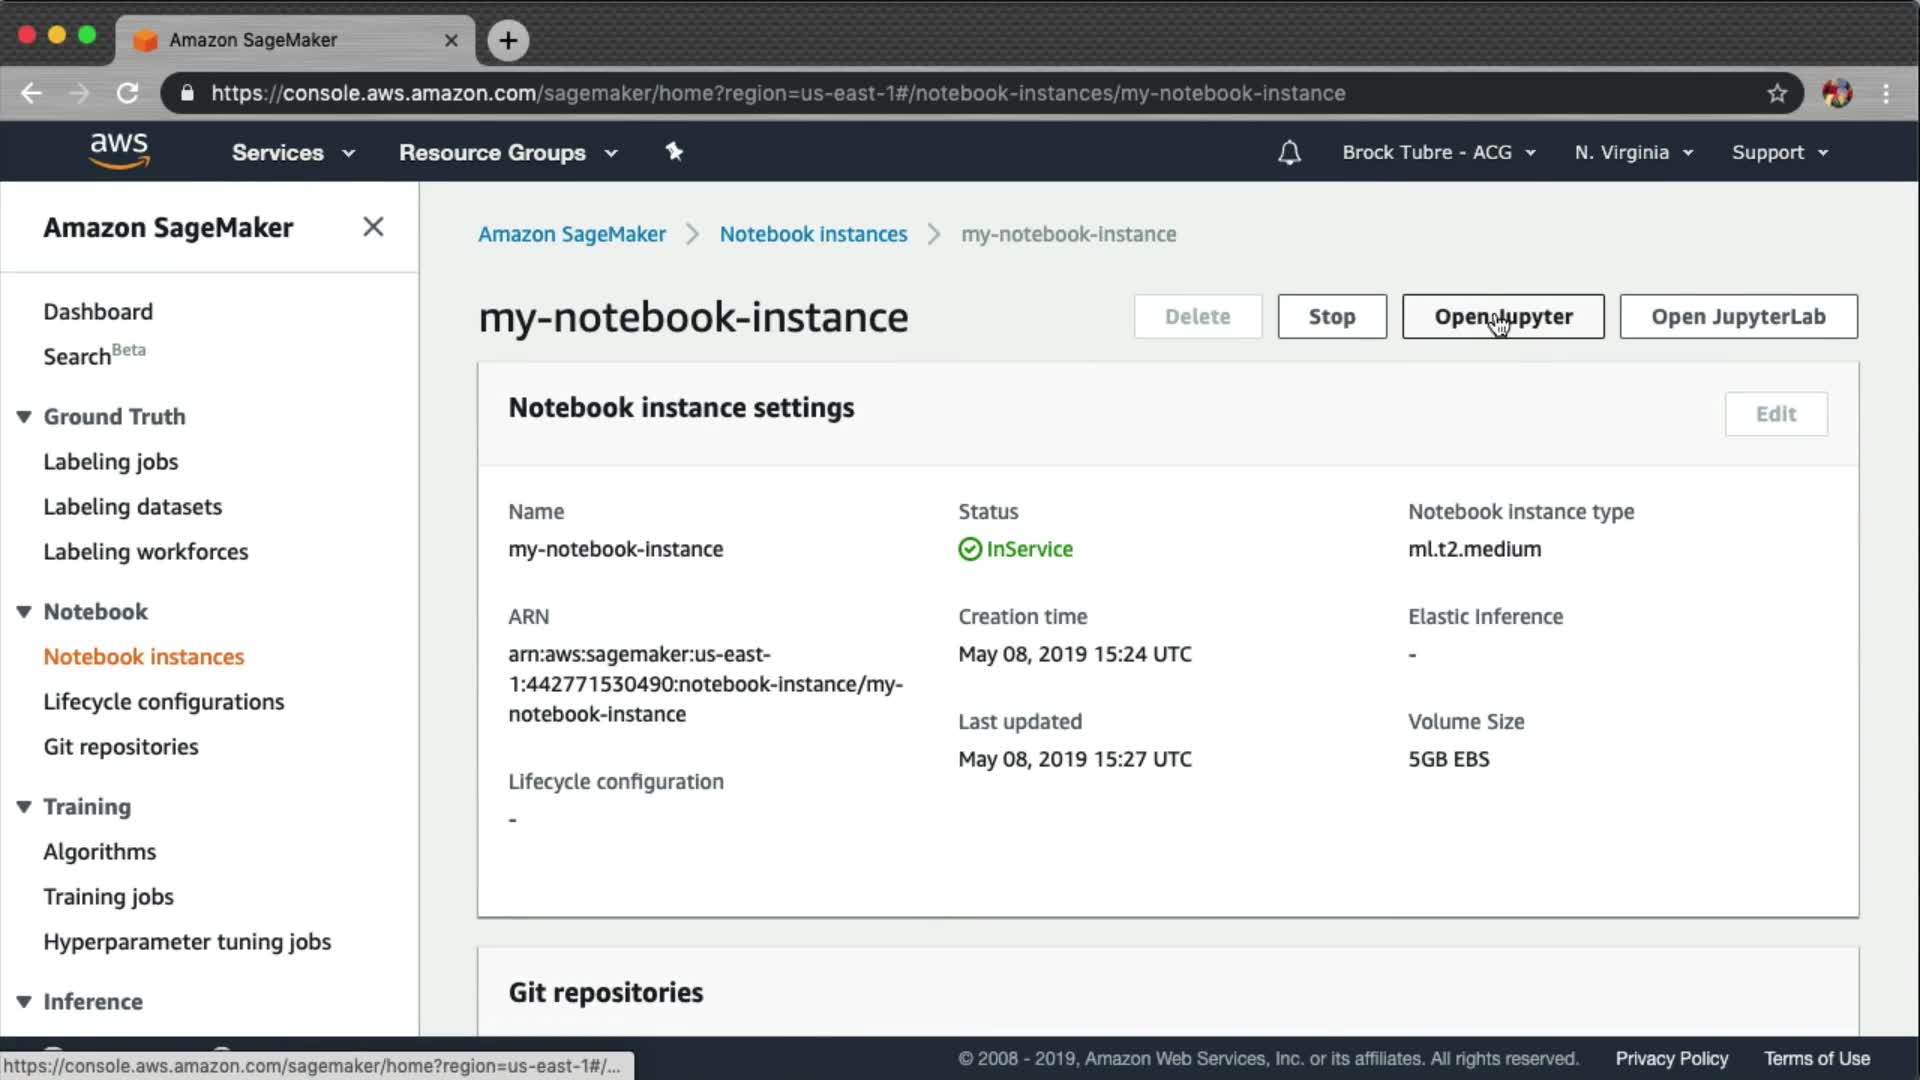 Amazon SageMaker
https://console.aws.amazon.com/sagemaker/home?region=us-east-1#/notebook-instances/my-notebook-instance
aws
Services
Resource Groups
Brock Tubre - ACG
N. Virginia
Support
Amazon SageMaker
Dashboard
Search Beta
Ground Truth
Labeling jobs
Labeling datasets
Labeling workforces
Notebook
Notebook instances
Lifecycle configurations
Git repositories
Training
Algorithms
Training jobs
Hyperparameter tuning jobs
Inference
Amazon SageMaker > Notebook instances > my-notebook-instance
my-notebook-instance
Delete
Stop
Open Jupyter
Open JupyterLab
Notebook instance settings
Edit
Name
my-notebook-instance
ARN
arn:aws:sagemaker:us-east-
1:442771530490:notebook-instance/my-
notebook-instance
Lifecycle configuration
-
Status
InService
Creation time
May 08, 2019 15:24 UTC
Last updated
May 08, 2019 15:27 UTC
Notebook instance type
ml.t2.medium
Elastic Inference
-
Volume Size
5GB EBS
Git repositories
https://console.aws.amazon.com/sagemaker/home?region=us-east-1#/...
© 2008 - 2019, Amazon Web Services, Inc. or its affiliates. All rights reserved.
Privacy Policy
Terms of Use